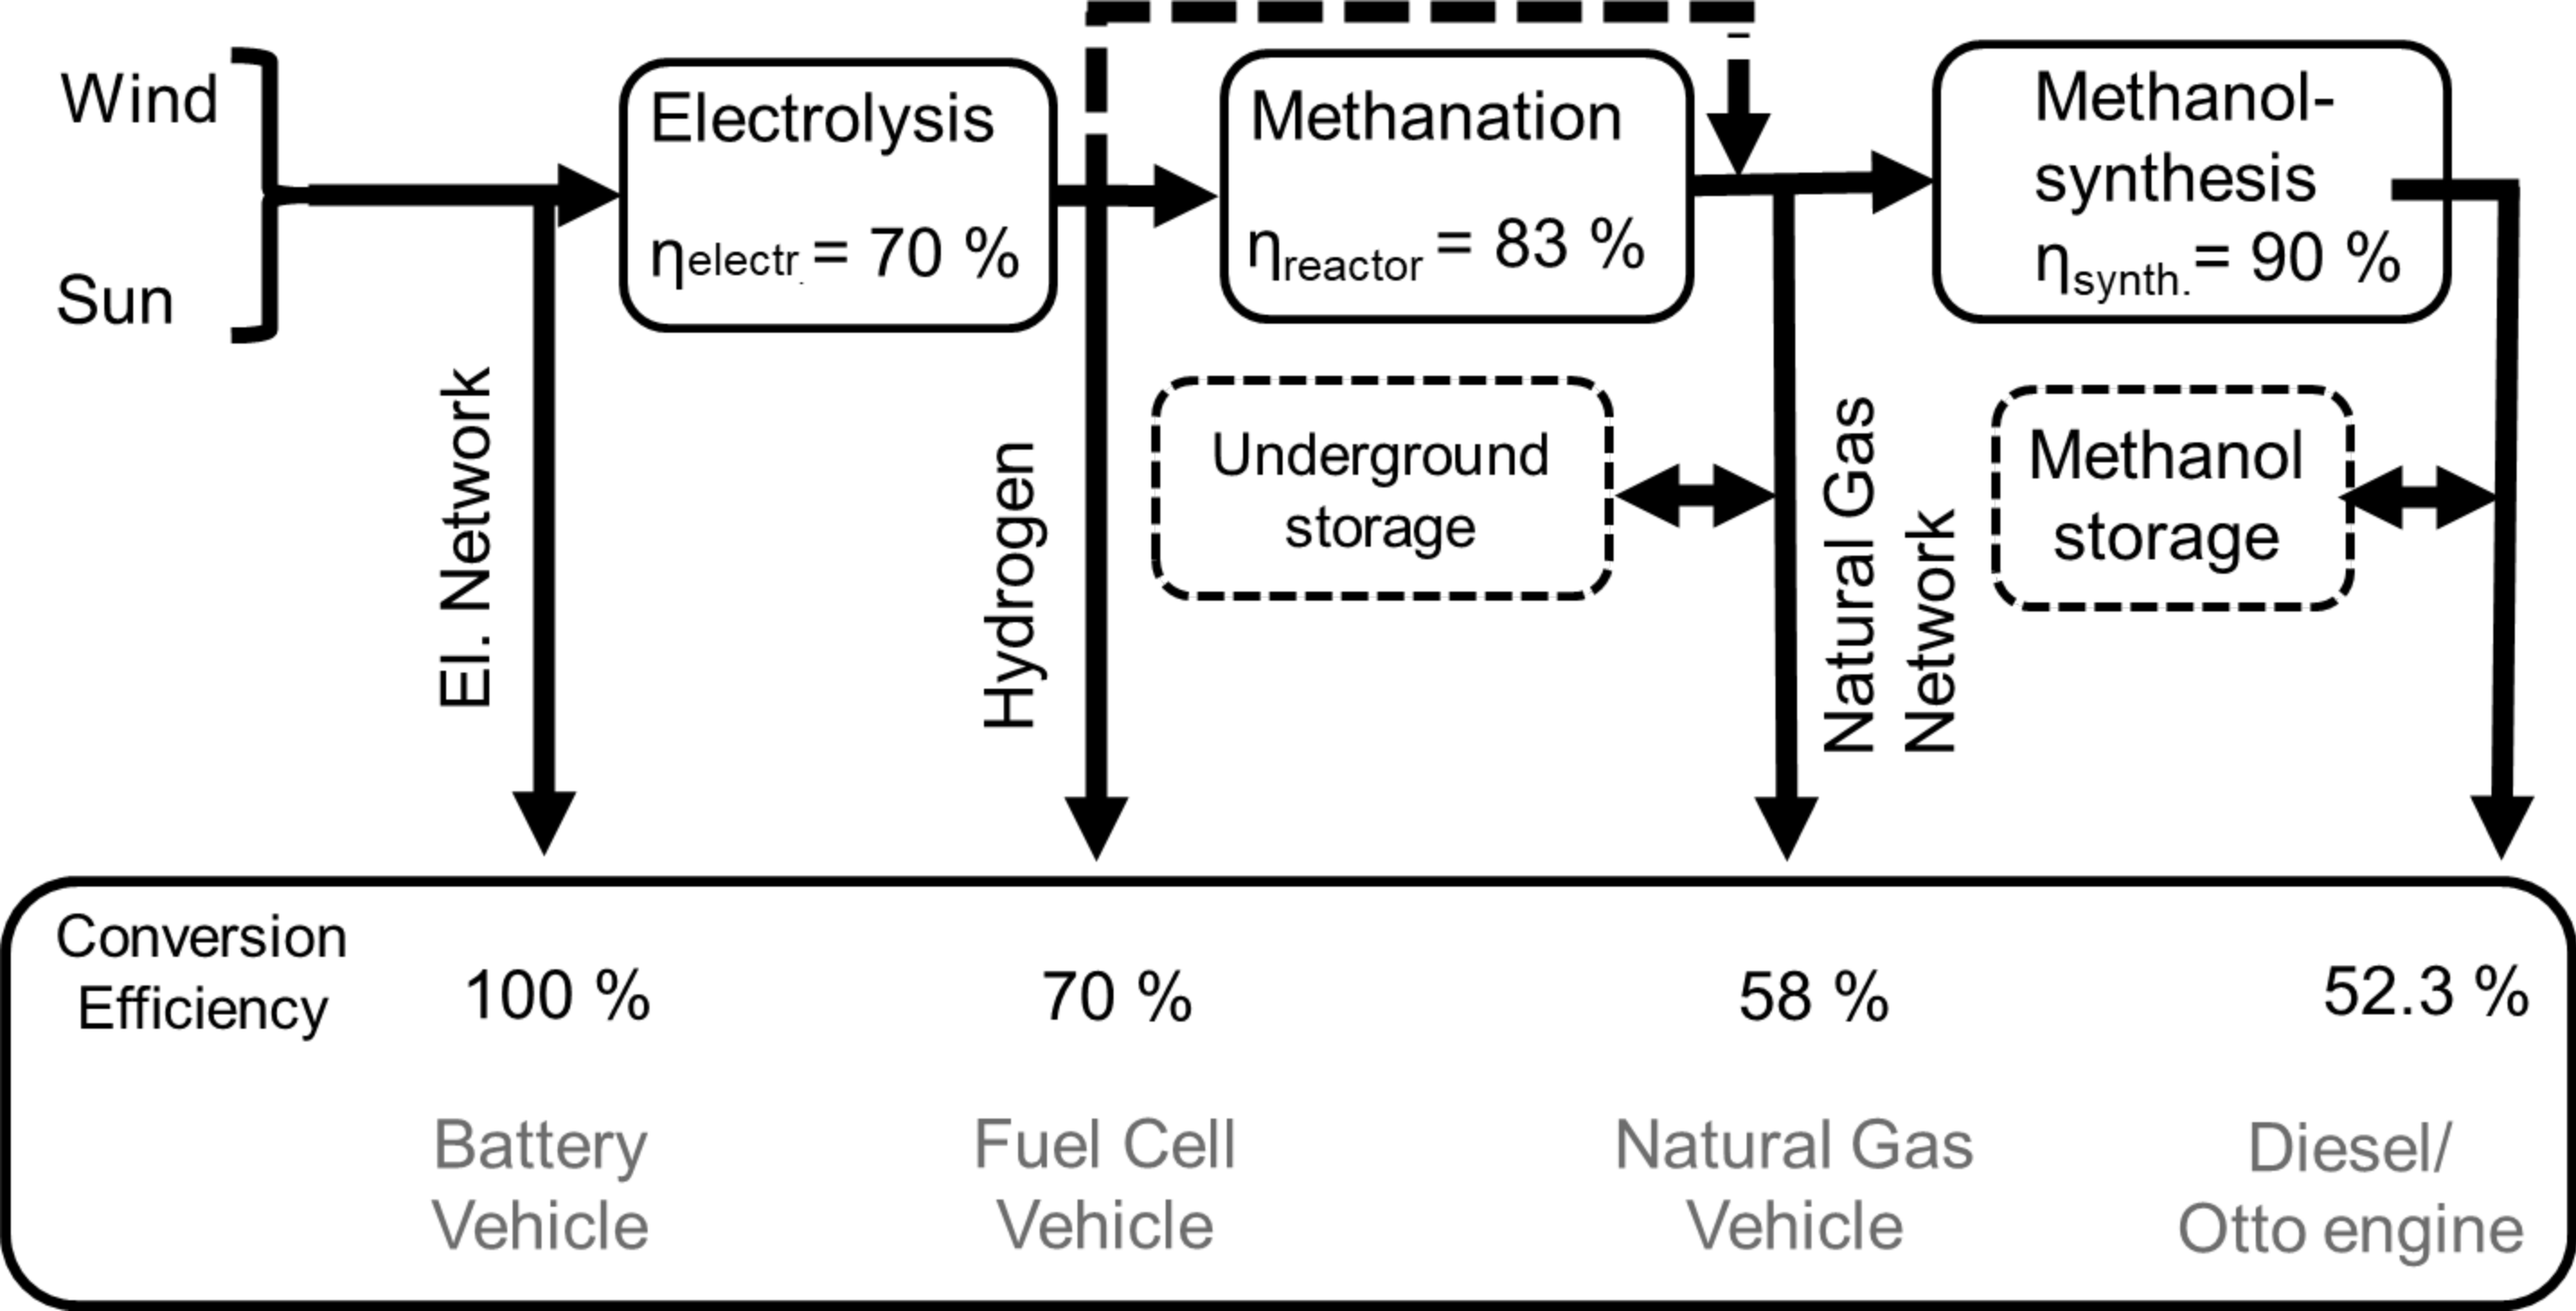 Wind
Sun
Electrolysis
ηelectr. = 70 %
Methanation
ηreactor = 83 %
Methanol-
synthesis
ηsynth. = 90 %
El. Network
Hydrogen
Underground
storage
Natural Gas
Network
Methanol
storage
Conversion
Efficiency
100 %
70 %
58 %
52.3 %
Battery
Vehicle
Fuel Cell
Vehicle
Natural Gas
Vehicle
Diesel/
Otto engine